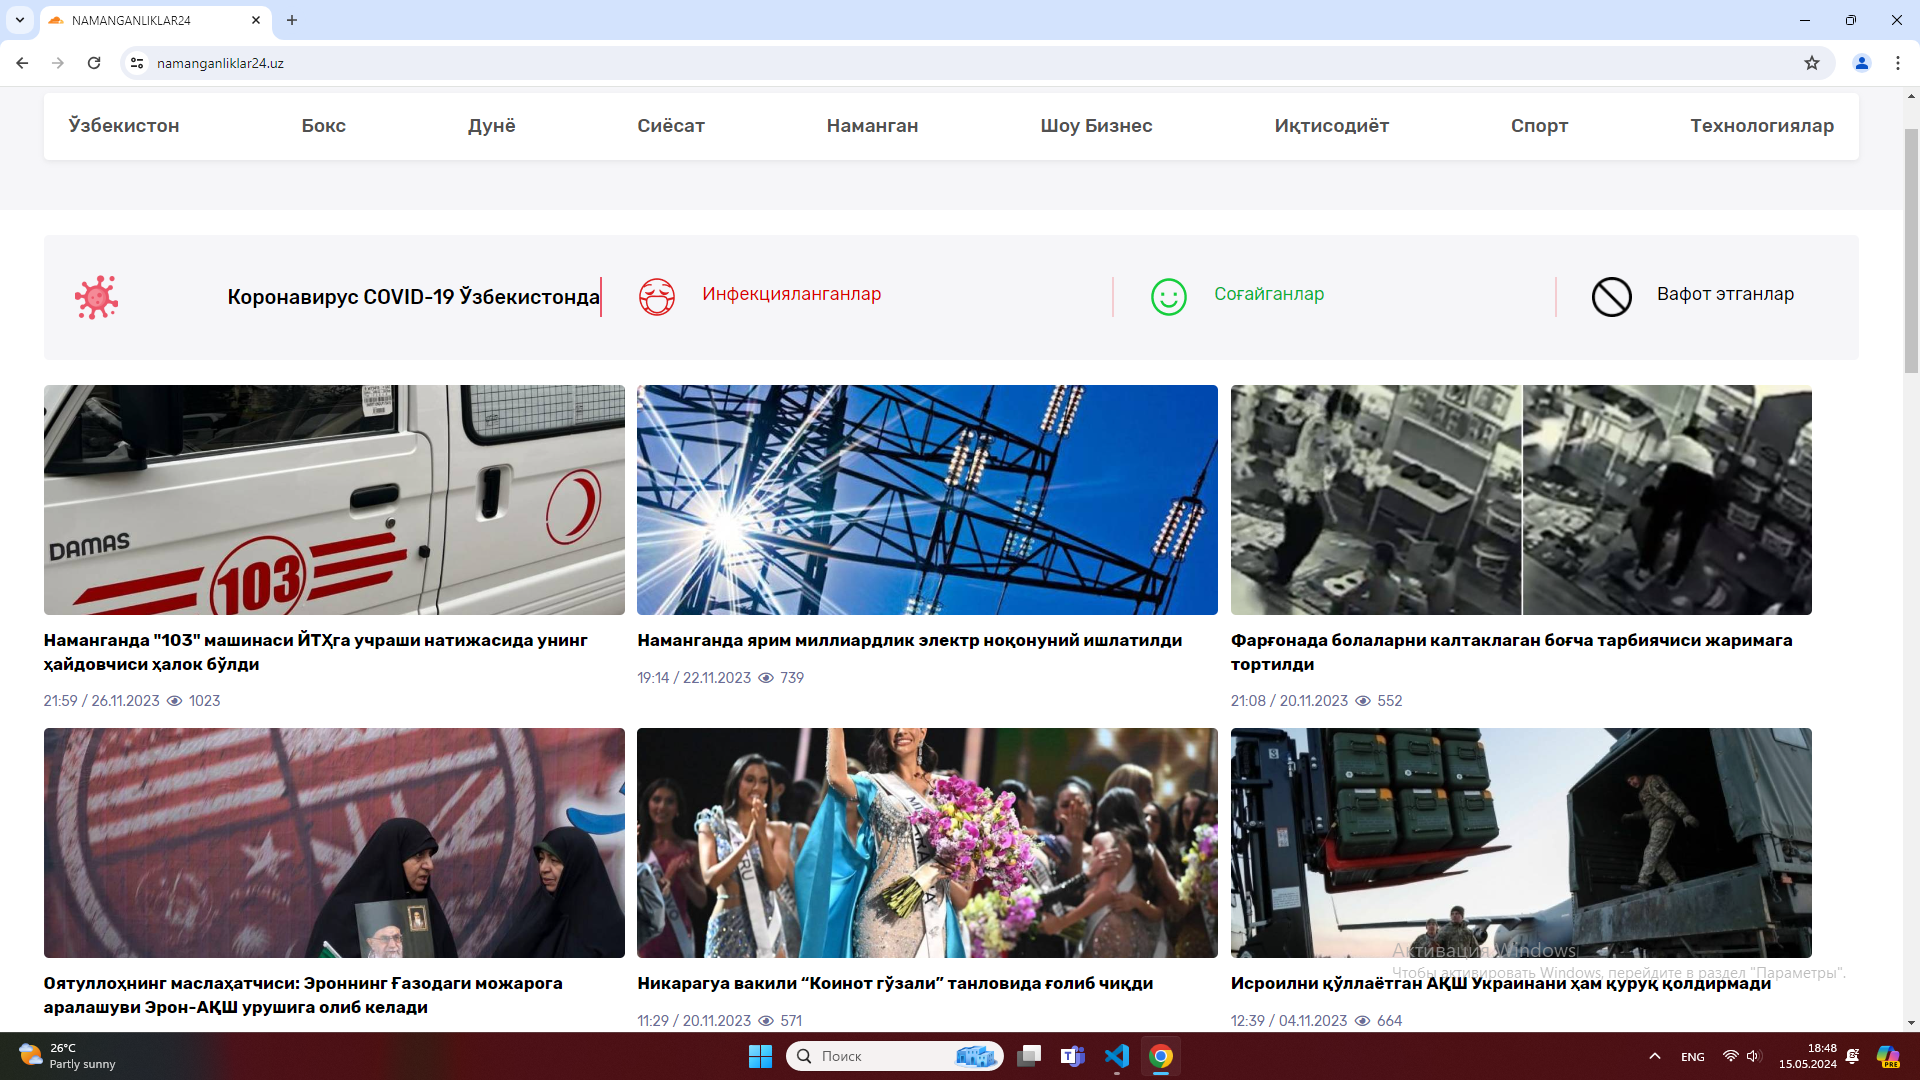 NAMANGANLIKLAR24
namanganliklar24.uz
Ўзбекистон Бокс Дунё Сиёсат Наманган Шоу Бизнес Иқтисодиёт Спорт Технологиялар
Коронавирус COVID-19 Ўзбекистонда Инфекцияланганлар Соғайганлар Вафот этганлар
DAMAS
103
Наманганда "103" машинаси ЙТҲга учраши натижасида унинг
ҳайдовчиси ҳалок бўлди
21:59 / 26.11.2023 1023
Наманганда ярим миллиардлик электр ноқонуний ишлатилди
19:14 / 22.11.2023 739
Фарғонада болаларни калтаклаган боғча тарбиячиси жаримага
тортилди
21:08 / 20.11.2023 552
Оятуллоҳнинг маслаҳатчиси: Эроннинг Ғазодаги можарога
аралашуви Эрон-АҚШ урушига олиб келади
Никарагуа вакили “Коинот гўзали” танловида ғолиб чиқди
11:29 / 20.11.2023 571
Исроилни қўллаётган АҚШ Украинани ҳам қуруқ қолдирмади
12:39 / 04.11.2023 664
Активация Windows
Чтобы активировать Windows, перейдите в раздел "Параметры".
26°C
Partly sunny
Поиск
ENG
18:48
15.05.2024
PRE